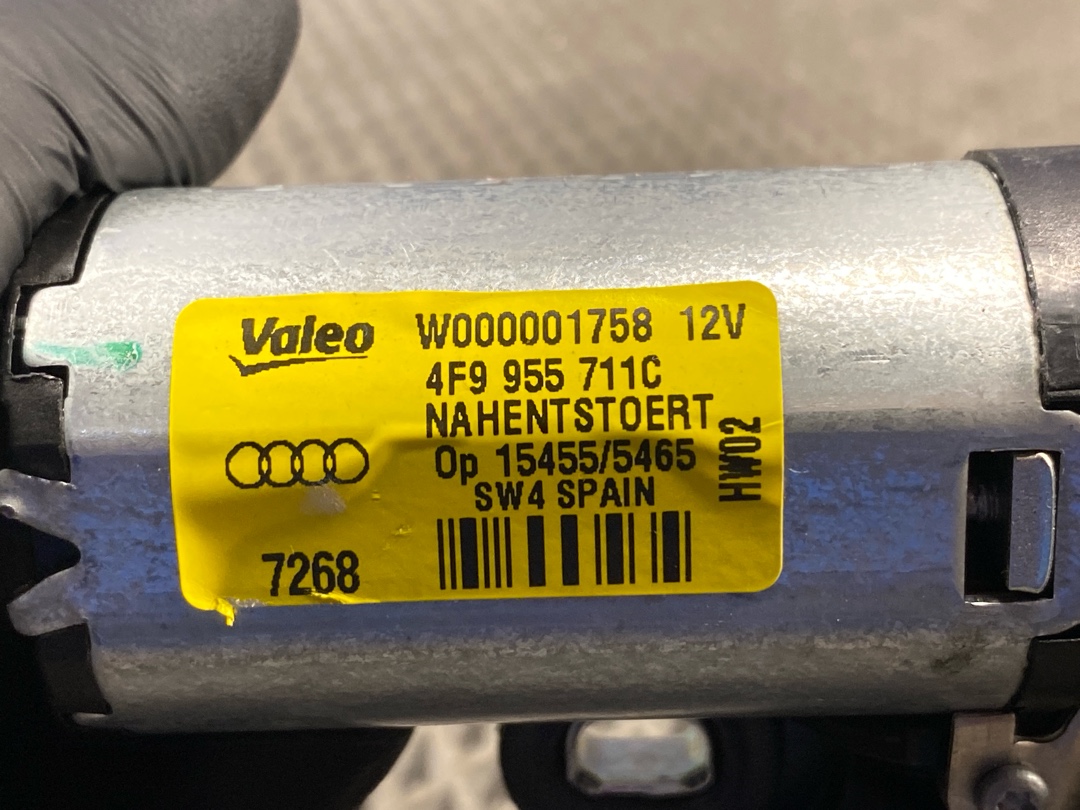 Valeo W000001758 12V
4F9 955 711C
NAHENTSTOERT
Op 15455/5465
SW4 SPAIN
HW02
7268